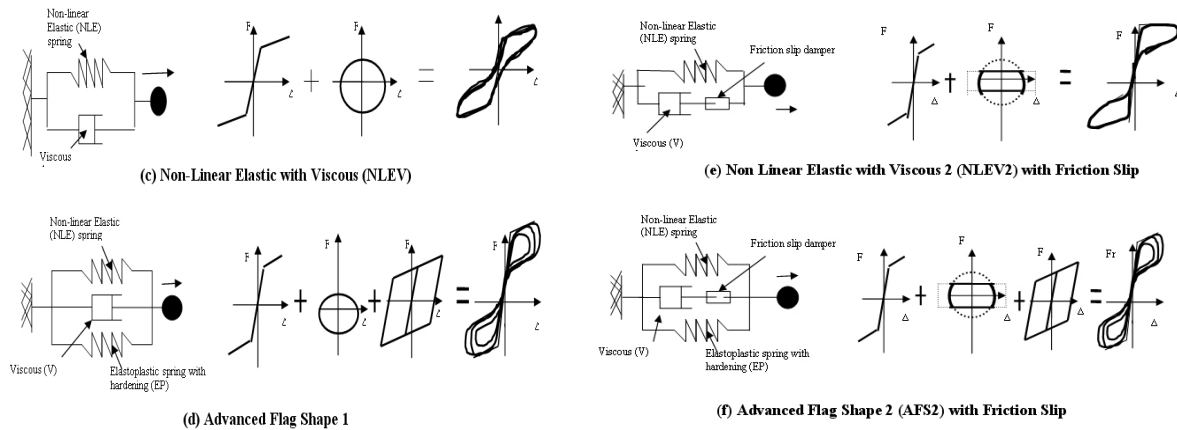 Non-linear
Elastic (NLE)
spring
F
F
+
=
Viscous
(c) Non-Linear Elastic with Viscous (NLEV)
Non-linear Elastic
(NLE) spring
Friction slip damper
F
F
F
Δ
+
Δ
=
Δ
Viscous (V)
(e) Non Linear Elastic with Viscous 2 (NLEV2) with Friction Slip
Non-linear Elastic
(NLE) spring
F
F
F
F
+
+
=
Viscous (V)
Elastoplastic spring with
hardening (EP)
(d) Advanced Flag Shape 1
Non-linear Elastic
(NLE) spring
Friction slip damper
F
F
F
Fr
Δ
+
Δ
+
Δ
=
Δ
Viscous (V)
Elastoplastic spring with
hardening (EP)
(f) Advanced Flag Shape 2 (AFS2) with Friction Slip